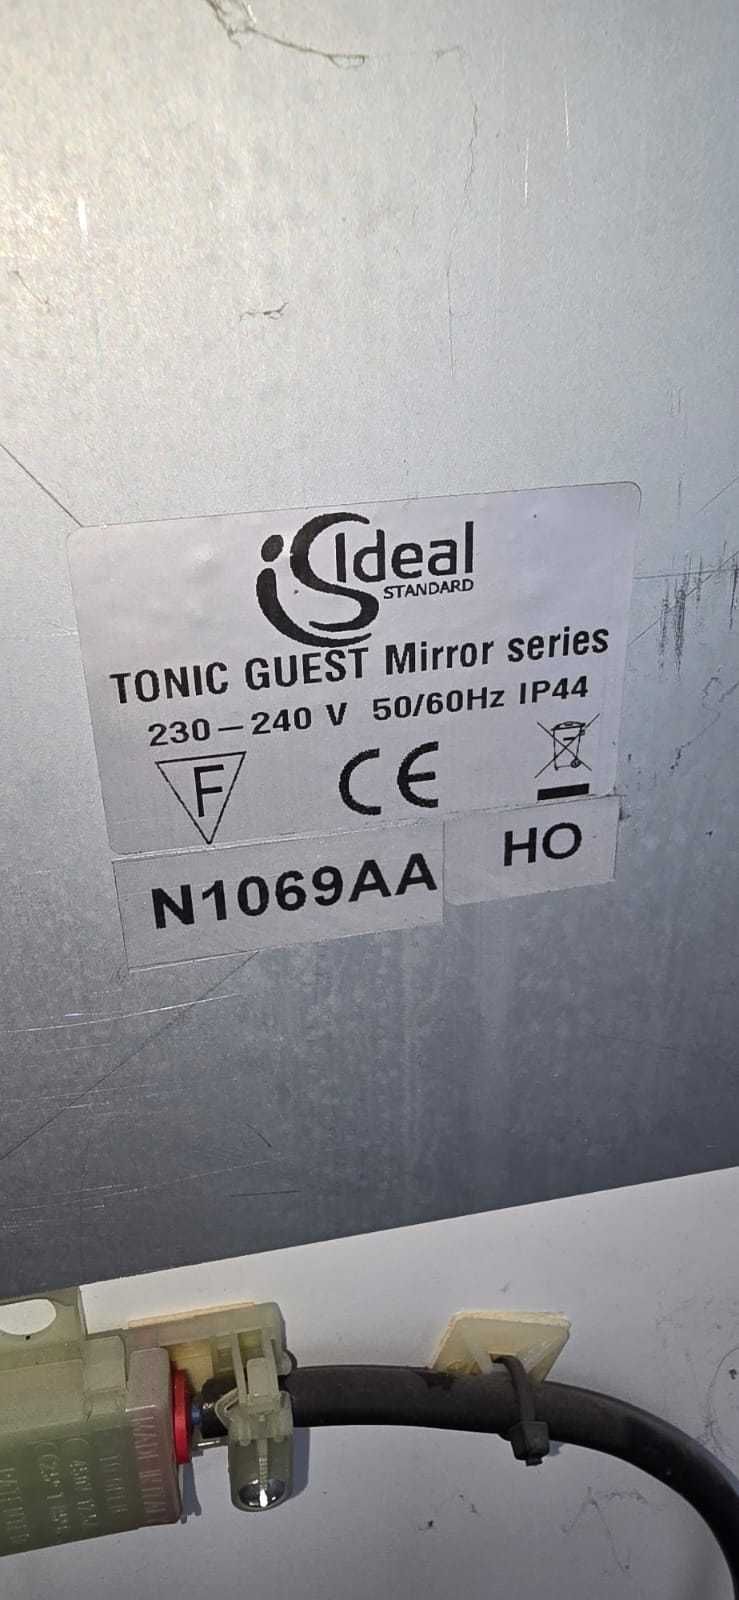 Ideal
STANDARD
TONIC GUEST Mirror series
230-240 V 50/60Hz IP44
F CE
N1069AA HO